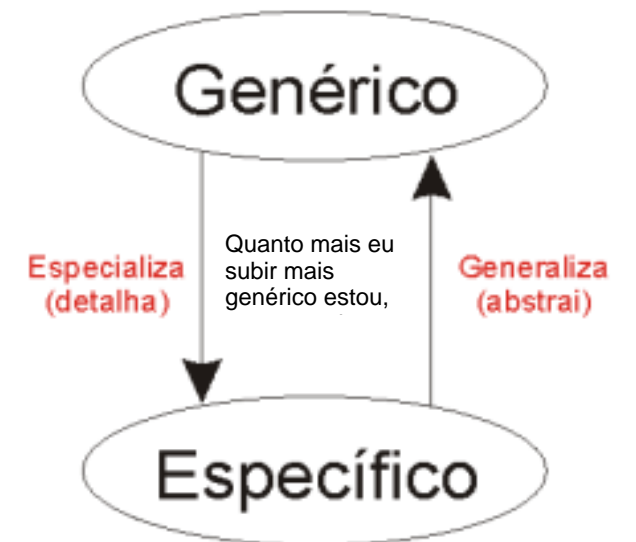 Genérico
Especializa
(detalha)
Quanto mais eu
subir mais
genérico estou,
Generaliza
(abstrai)
Específico